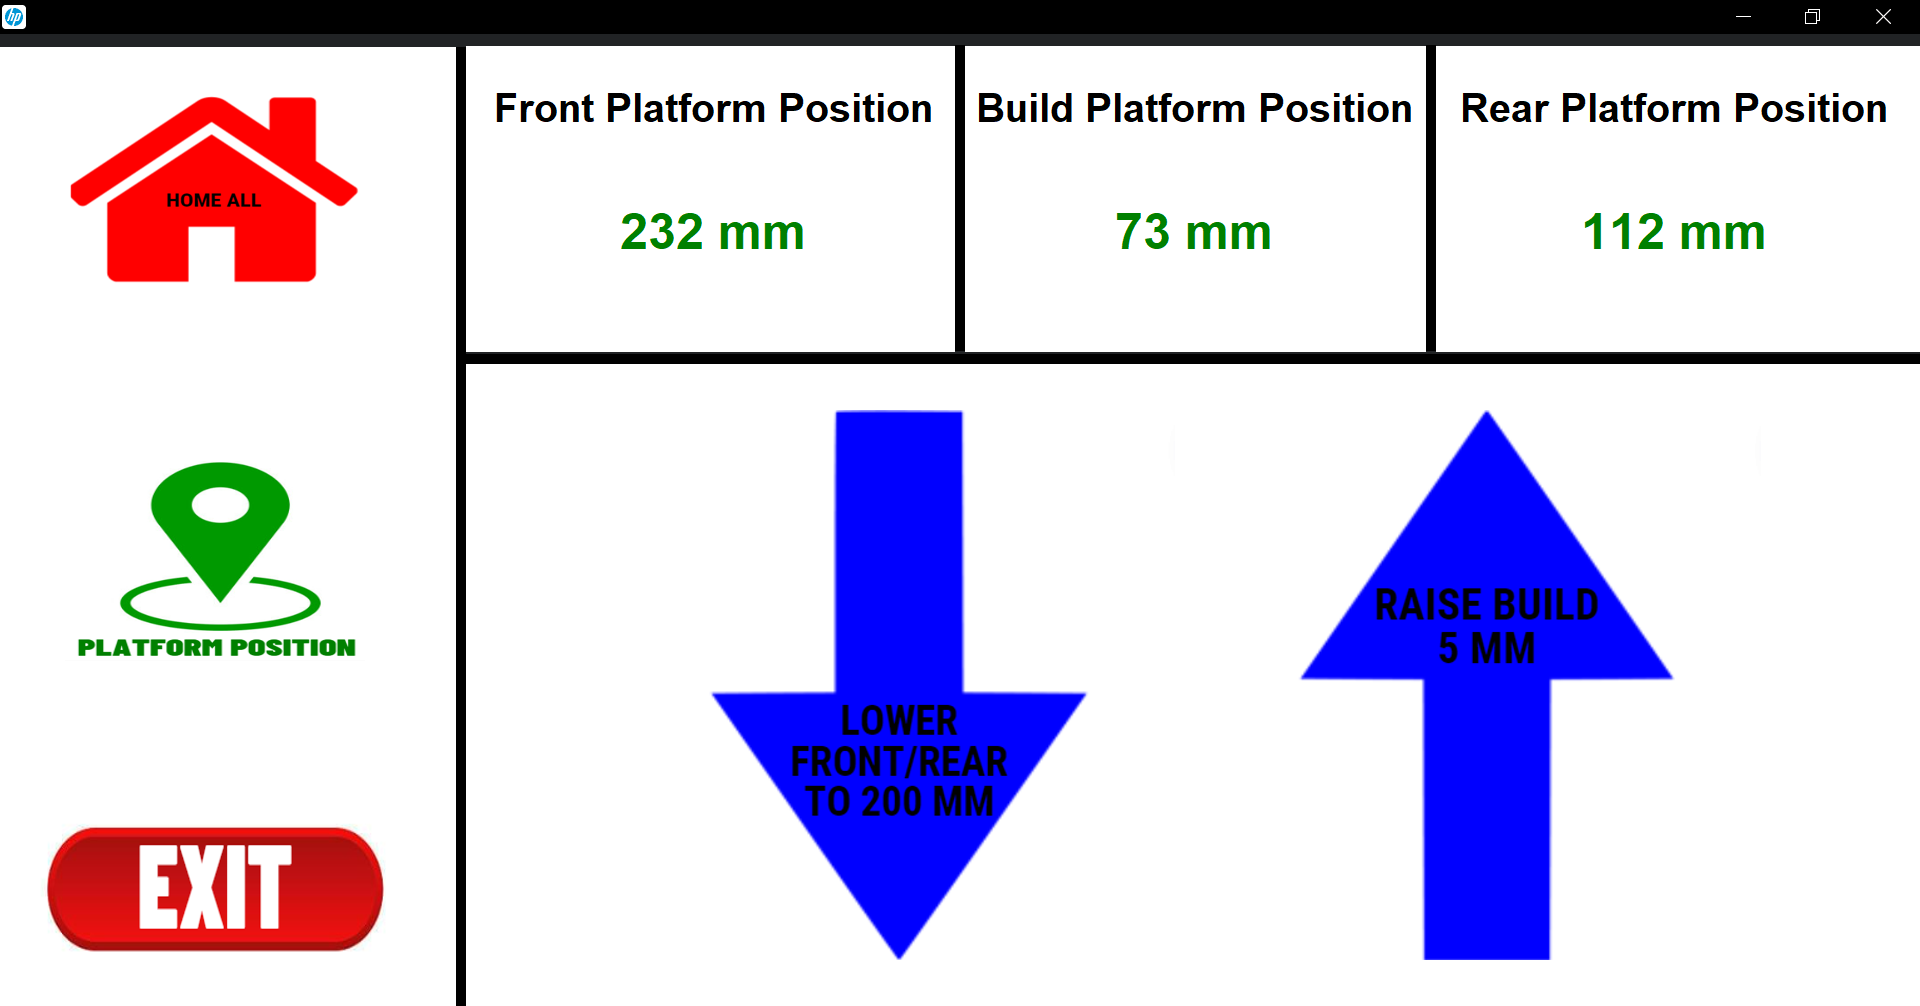 hp
HOME ALL
PLATFORM POSITION
EXIT
Front Platform Position
232 mm
Build Platform Position
73 mm
Rear Platform Position
112 mm
LOWER
FRONT/REAR
TO 200 MM
RAISE BUILD
5 MM